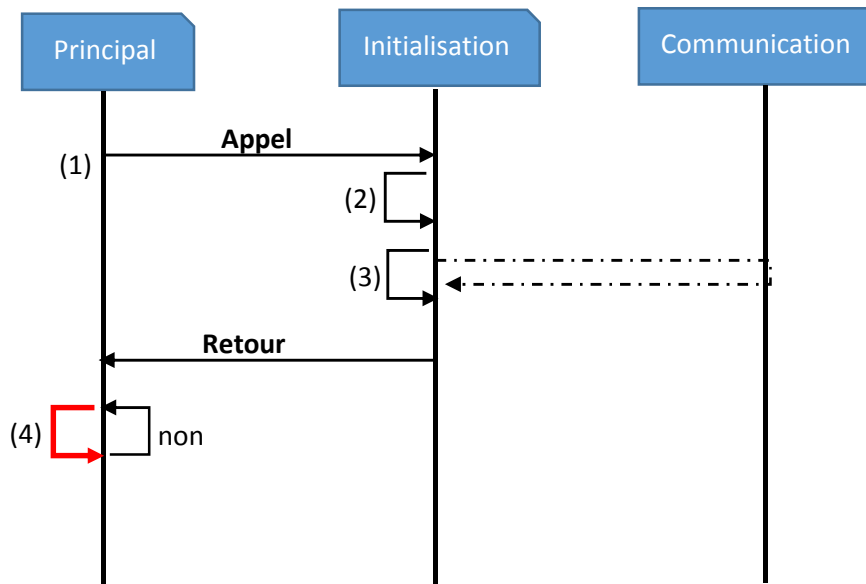 Principal
Initialisation
Communication
Appel
(1)
(2)
(3)
Retour
(4)
non